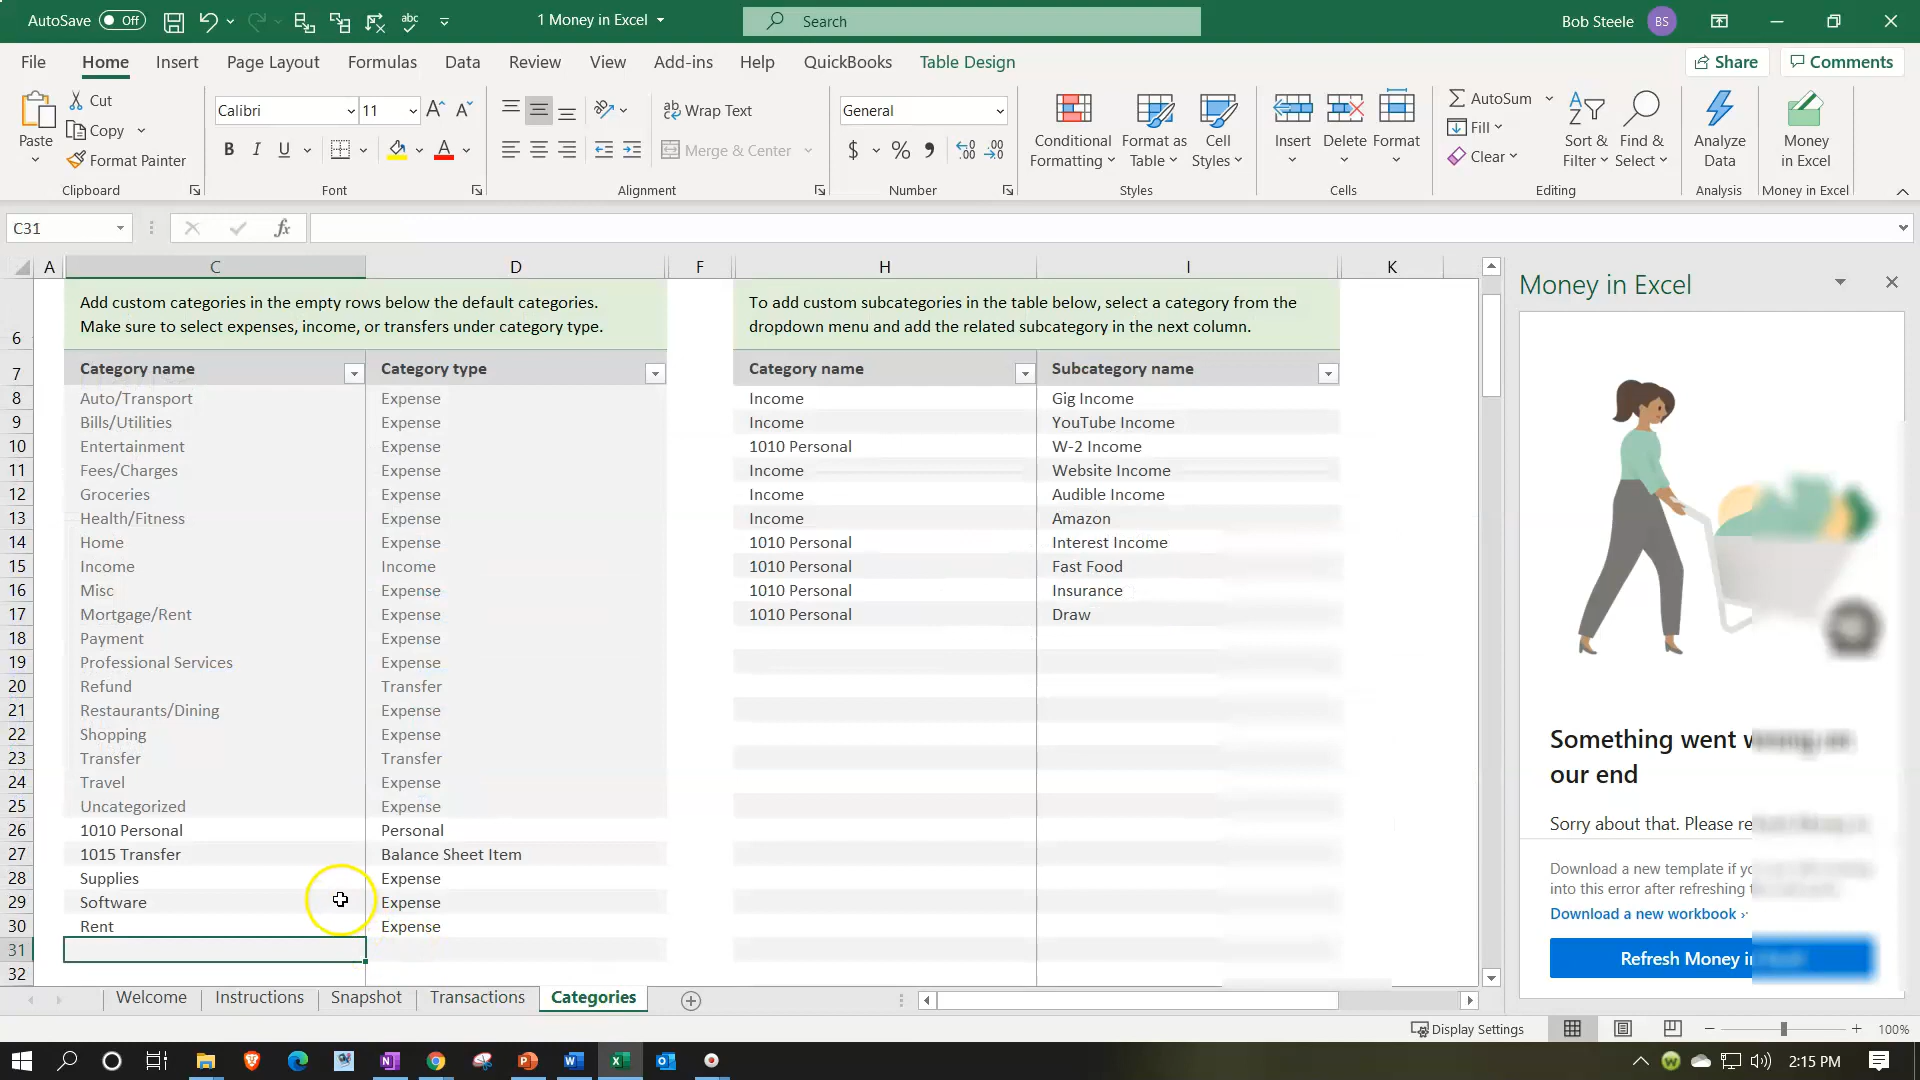 AutoSave Off
1 Money in Excel
Search
Bob Steele BS
File Home Insert Page Layout Formulas Data Review View Add-ins Help QuickBooks Table Design
Share Comments
Paste
Cut
Copy
Format Painter
Clipboard
Calibri 11
B I U
Font
Wrap Text
Merge & Center
Alignment
General
$ % 9
Number
Conditional Formatting
Format as Table
Cell Styles
Styles
Insert Delete Format
Cells
AutoSum
Fill
Clear
Sort & Filter
Find & Select
Editing
Analyze Data
Analysis
Money in Excel
Money in Excel
C31 fx
A C D F H I K
6 Add custom categories in the empty rows below the default categories.
Make sure to select expenses, income, or transfers under category type.
To add custom subcategories in the table below, select a category from the
dropdown menu and add the related subcategory in the next column.
7 Category name Category type Category name Subcategory name
8 Auto/Transport Expense Income Gig Income
9 Bills/Utilities Expense Income YouTube Income
10 Entertainment Expense 1010 Personal W-2 Income
11 Fees/Charges Expense Income Website Income
12 Groceries Expense Income Audible Income
13 Health/Fitness Expense Income Amazon
14 Home Expense 1010 Personal Interest Income
15 Income Income 1010 Personal Fast Food
16 Misc Expense 1010 Personal Insurance
17 Mortgage/Rent Expense 1010 Personal Draw
18 Payment Expense
19 Professional Services Expense
20 Refund Transfer
21 Restaurants/Dining Expense
22 Shopping Expense
23 Transfer Transfer
24 Travel Expense
25 Uncategorized Expense
26 1010 Personal Personal
27 1015 Transfer Balance Sheet Item
28 Supplies Expense
29 Software Expense
30 Rent Expense
31
32
Money in Excel
Something went
our end
Sorry about that. Please
Download a new template if
into this error after refreshing
Download a new workbook
Refresh Money
Welcome Instructions Snapshot Transactions Categories
Display Settings 100%
2:15 PM